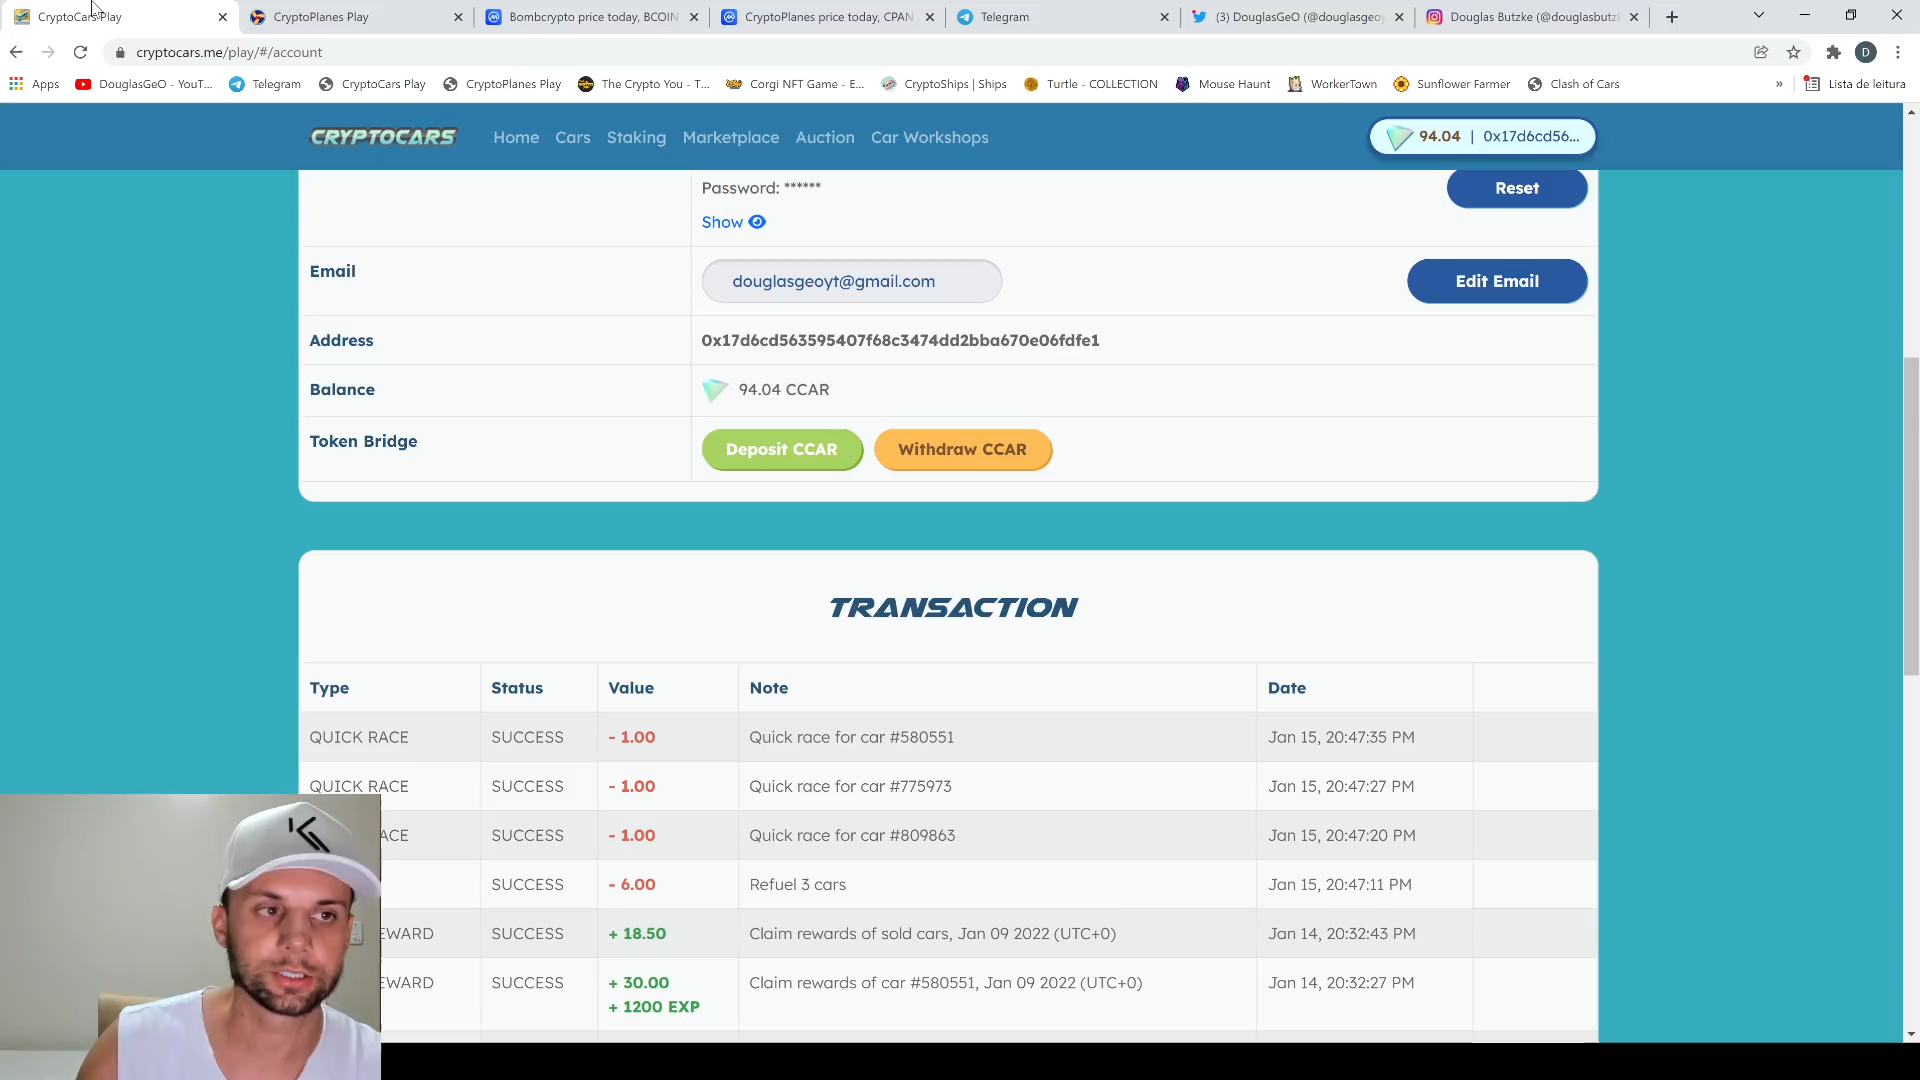 CryptoCars Play
CryptoPlanes Play
Bombcrypto price today, BCOIN
CryptoPlanes price today, CPAN
Telegram
(3) DouglasGeO (@douglasgeoy
Douglas Butzke (@douglasbutz
cryptocars.me/play/#/account
D
Apps
DouglasGeO - YouT...
Telegram
CryptoCars Play
CryptoPlanes Play
The Crypto You - T...
Corgi NFT Game - E...
CryptoShips | Ships
Turtle - COLLECTION
Mouse Haunt
WorkerTown
Sunflower Farmer
Clash of Cars
»
Lista de leitura
CRYPTOCARS
Home
Cars
Staking
Marketplace
Auction
Car Workshops
94.04 | 0x17d6cd56...
Password: ******
Reset
Show
Email
douglasgeoyt@gmail.com
Edit Email
Address
0x17d6cd563595407f68c3474dd2bba670e06fdfe1
Balance
94.04 CCAR
Token Bridge
Deposit CCAR
Withdraw CCAR
TRANSACTION
Type Status Value Note Date
QUICK RACE SUCCESS - 1.00 Quick race for car #580551 Jan 15, 20:47:35 PM
QUICK RACE SUCCESS - 1.00 Quick race for car #775973 Jan 15, 20:47:27 PM
ACE SUCCESS - 1.00 Quick race for car #809863 Jan 15, 20:47:20 PM
SUCCESS - 6.00 Refuel 3 cars Jan 15, 20:47:11 PM
EWARD SUCCESS + 18.50 Claim rewards of sold cars, Jan 09 2022 (UTC+0) Jan 14, 20:32:43 PM
EWARD SUCCESS + 30.00 Claim rewards of car #580551, Jan 09 2022 (UTC+0) Jan 14, 20:32:27 PM
+ 1200 EXP